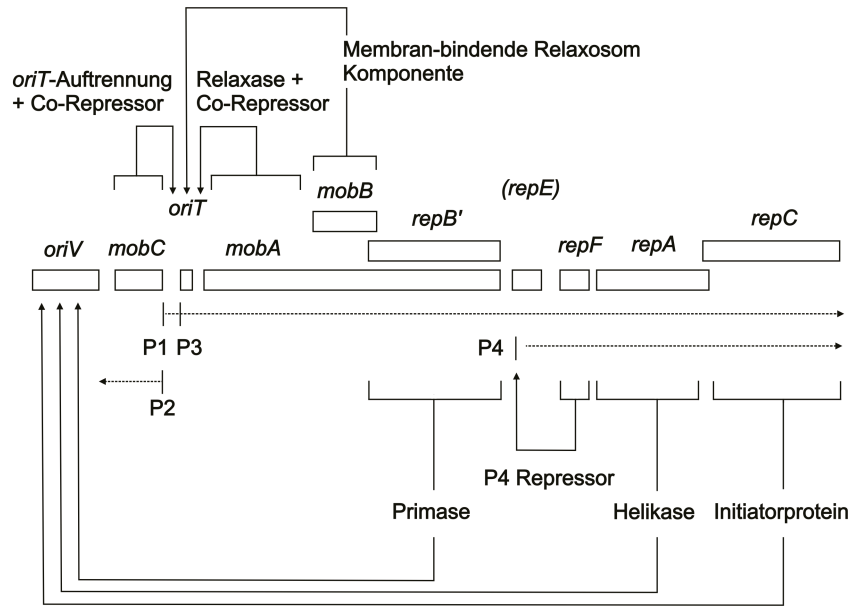 Membran-bindende Relaxosom
Komponente
oriT-Auftrennung
+ Co-Repressor
Relaxase +
Co-Repressor
mobB
(repE)
oriT
repB'
repC
oriV
mobC
mobA
repF
repA
P1
P3
P4
P2
P4 Repressor
Primase
Helikase
Initiatorprotein